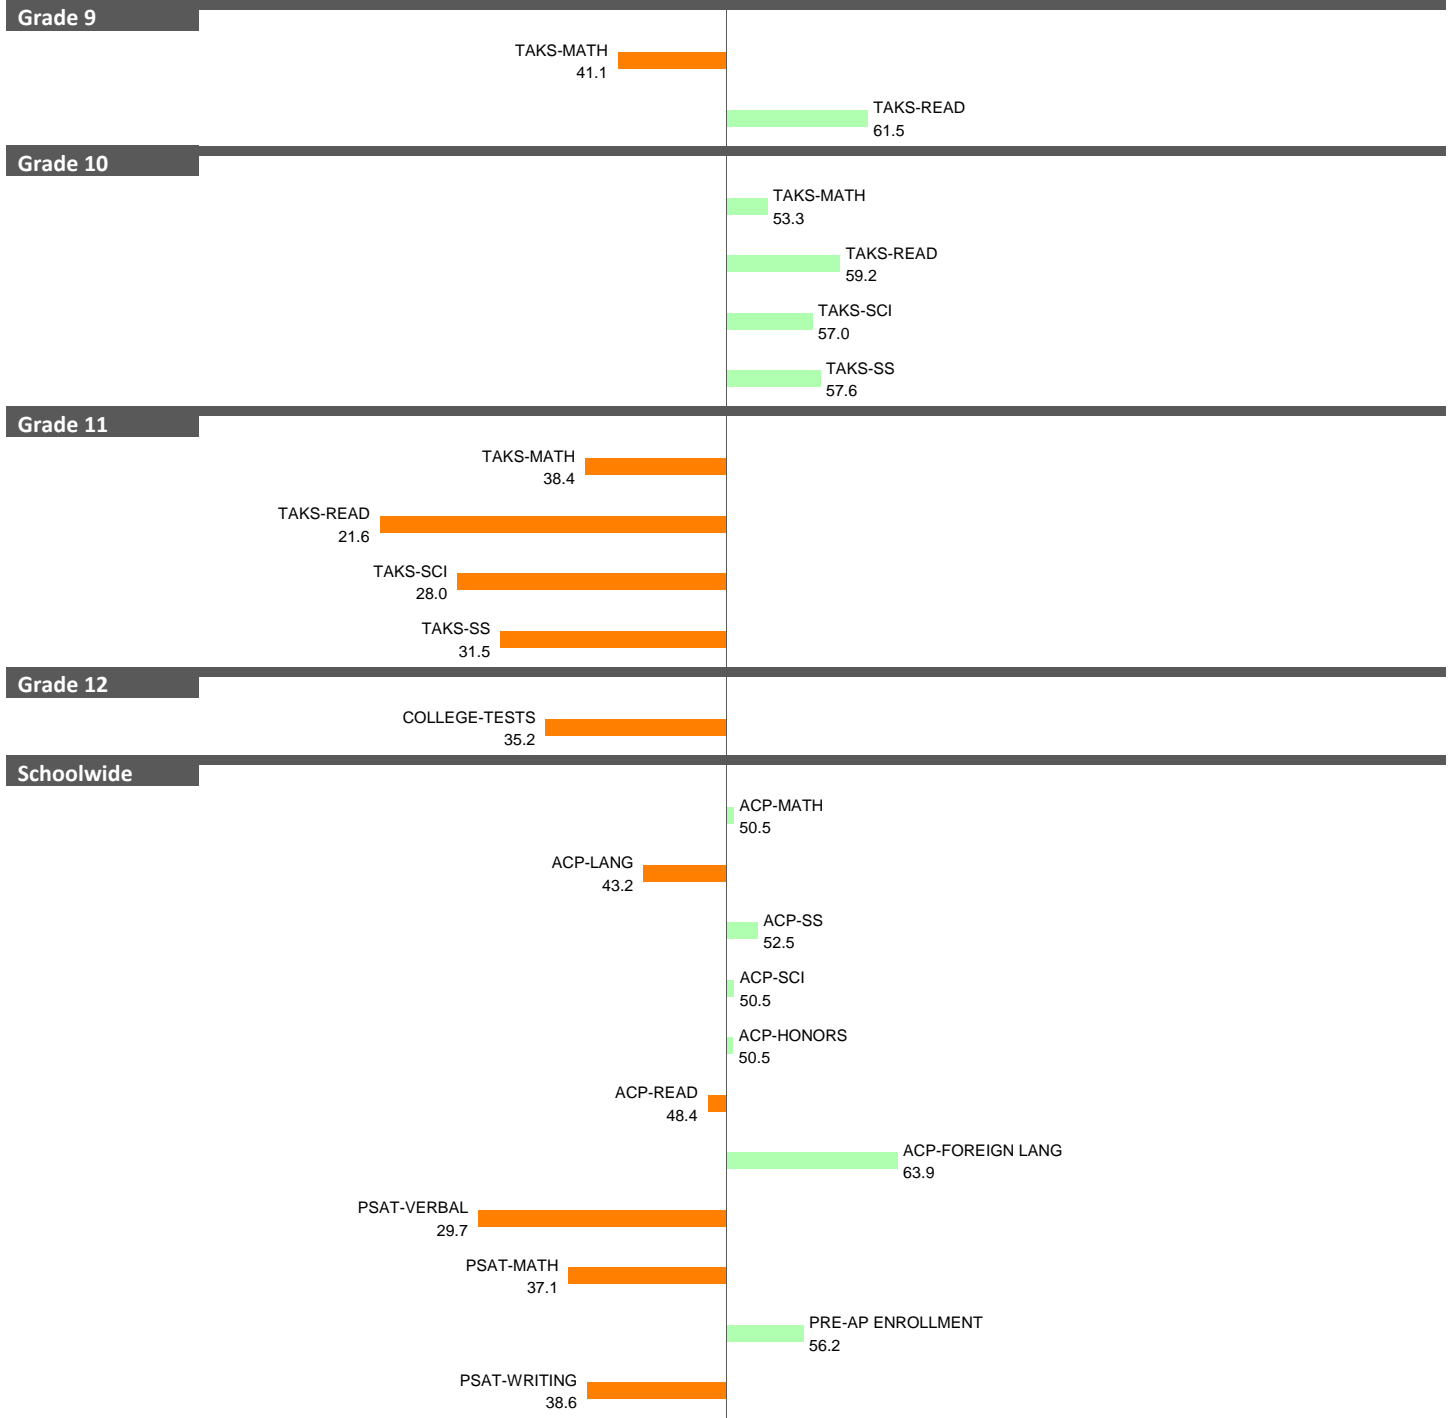 Grade 9
TAKS-MATH
41.1
TAKS-READ
61.5
Grade 10
TAKS-MATH
53.3
TAKS-READ
59.2
TAKS-SCI
57.0
TAKS-SS
57.6
Grade 11
TAKS-MATH
38.4
TAKS-READ
21.6
TAKS-SCI
28.0
TAKS-SS
31.5
Grade 12
COLLEGE-TESTS
35.2
Schoolwide
ACP-MATH
50.5
ACP-LANG
43.2
ACP-SS
52.5
ACP-SCI
50.5
ACP-HONORS
50.5
ACP-READ
48.4
ACP-FOREIGN LANG
63.9
PSAT-VERBAL
29.7
PSAT-MATH
37.1
PRE-AP ENROLLMENT
56.2
PSAT-WRITING
38.6